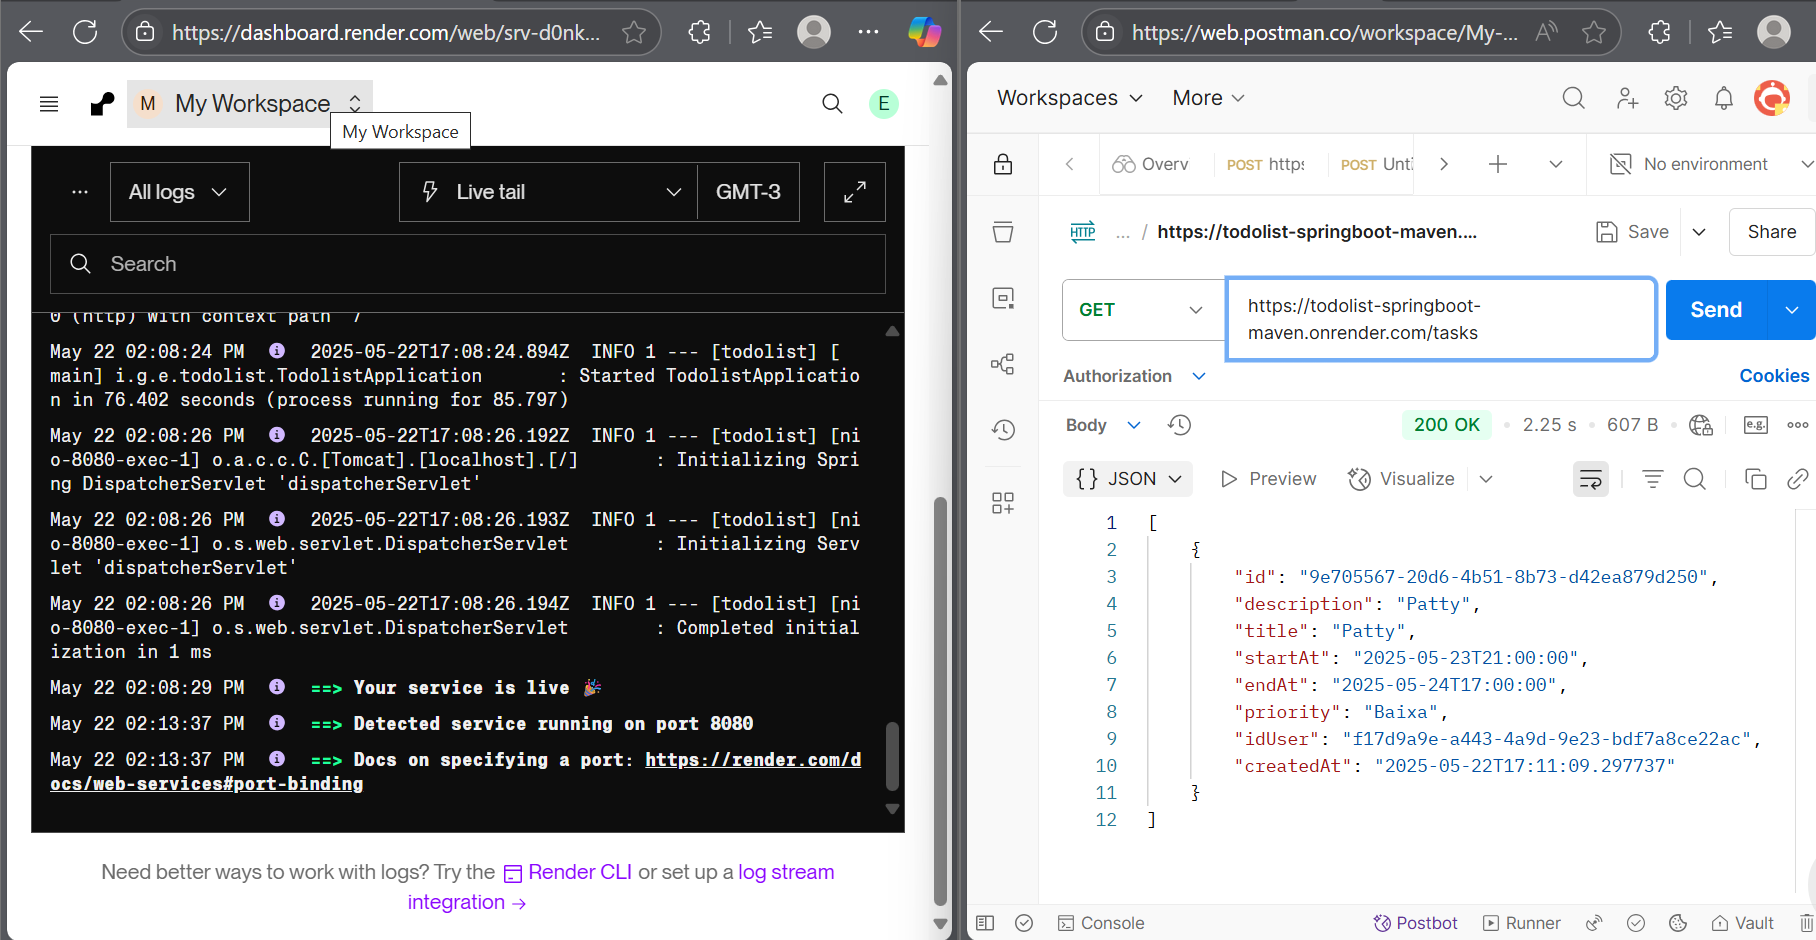 https://dashboard.render.com/web/srv-d0nk...
M My Workspace
E
My Workspace
... All logs
Live tail
GMT-3
Search
0 (http) with context path '/'
May 22 02:08:24 PM 2025-05-22T17:08:24.894Z INFO 1 --- [todolist] [
main] i.g.e.todolist.TodolistApplication : Started TodolistApplicatio
n in 76.402 seconds (process running for 85.797)
May 22 02:08:26 PM 2025-05-22T17:08:26.192Z INFO 1 --- [todolist] [ni
o-8080-exec-1] o.a.c.c.C.[Tomcat].[localhost].[/] : Initializing Spri
ng DispatcherServlet 'dispatcherServlet'
May 22 02:08:26 PM 2025-05-22T17:08:26.193Z INFO 1 --- [todolist] [ni
o-8080-exec-1] o.s.web.servlet.DispatcherServlet : Initializing Serv
let 'dispatcherServlet'
May 22 02:08:26 PM 2025-05-22T17:08:26.194Z INFO 1 --- [todolist] [ni
o-8080-exec-1] o.s.web.servlet.DispatcherServlet : Completed initial
ization in 1 ms
May 22 02:08:29 PM ==> Your service is live 🎉
May 22 02:13:37 PM ==> Detected service running on port 8080
May 22 02:13:37 PM ==> Docs on specifying a port: https://render.com/d
ocs/web-services#port-binding
Need better ways to work with logs? Try the Render CLI or set up a log stream
integration →
https://web.postman.co/workspace/My-...
Workspaces More
Overv
POST https
POST Unti
No environment
HTTP ... / https://todolist-springboot-maven....
Save
Share
GET
https://todolist-springboot-
maven.onrender.com/tasks
Send
Authorization
Cookies
Body
200 OK • 2.25 s • 607 B
e.g.
{} JSON
Preview
Visualize
1 [
2 {
3 "id": "9e705567-20d6-4b51-8b73-d42ea879d250",
4 "description": "Patty",
5 "title": "Patty",
6 "startAt": "2025-05-23T21:00:00",
7 "endAt": "2025-05-24T17:00:00",
8 "priority": "Baixa",
9 "idUser": "f17d9a9e-a443-4a9d-9e23-bdf7a8ce22ac",
10 "createdAt": "2025-05-22T17:11:09.297737"
11 }
12 ]
Console
Postbot
Runner
Vault